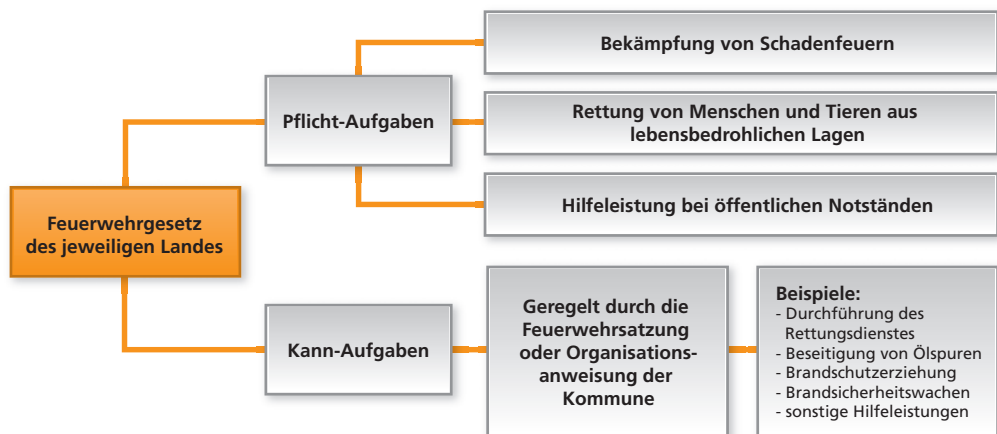 Feuerwehrgesetz
des jeweiligen Landes
Pflicht-Aufgaben
Bekämpfung von Schadenfeuern
Rettung von Menschen und Tieren aus
lebensbedrohlichen Lagen
Hilfeleistung bei öffentlichen Notständen
Kann-Aufgaben
Geregelt durch die
Feuerwehrsatzung
oder Organisations-
anweisung der
Kommune
Beispiele:
- Durchführung des
Rettungsdienstes
- Beseitigung von Ölspuren
- Brandschutzerziehung
- Brandsicherheitswachen
- sonstige Hilfeleistungen